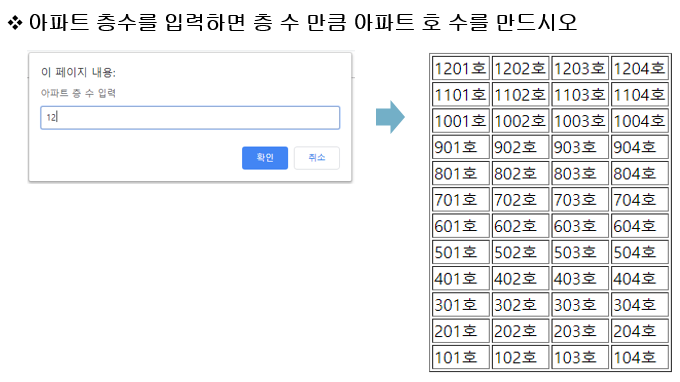 ❖ 아파트 층수를 입력하면 층 수 만큼 아파트 호 수를 만드시오
이 페이지 내용:
아파트 층 수 입력
12
확인 취소
1201호 1202호 1203호 1204호
1101호 1102호 1103호 1104호
1001호 1002호 1003호 1004호
901호 902호 903호 904호
801호 802호 803호 804호
701호 702호 703호 704호
601호 602호 603호 604호
501호 502호 503호 504호
401호 402호 403호 404호
301호 302호 303호 304호
201호 202호 203호 204호
101호 102호 103호 104호